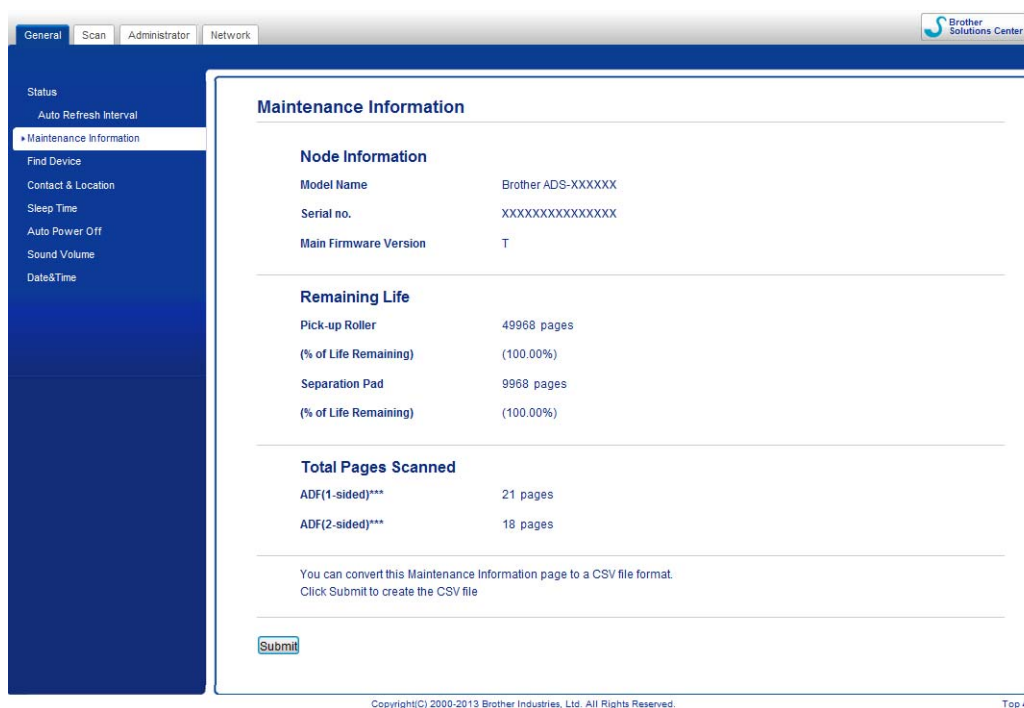 General Scan Administrator Network
Brother
Solutions Center
Status
Auto Refresh Interval
Maintenance Information
Find Device
Contact & Location
Sleep Time
Auto Power Off
Sound Volume
Date&Time
Maintenance Information
Node Information
Model Name Brother ADS-XXXXXX
Serial no. XXXXXXXXXXXXXXX
Main Firmware Version T
Remaining Life
Pick-up Roller 49968 pages
(% of Life Remaining) (100.00%)
Separation Pad 9968 pages
(% of Life Remaining) (100.00%)
Total Pages Scanned
ADF(1-sided)*** 21 pages
ADF(2-sided)*** 18 pages
You can convert this Maintenance Information page to a CSV file format.
Click Submit to create the CSV file
Submit
Copyright(C) 2000-2013 Brother Industries, Ltd. All Rights Reserved.
Top